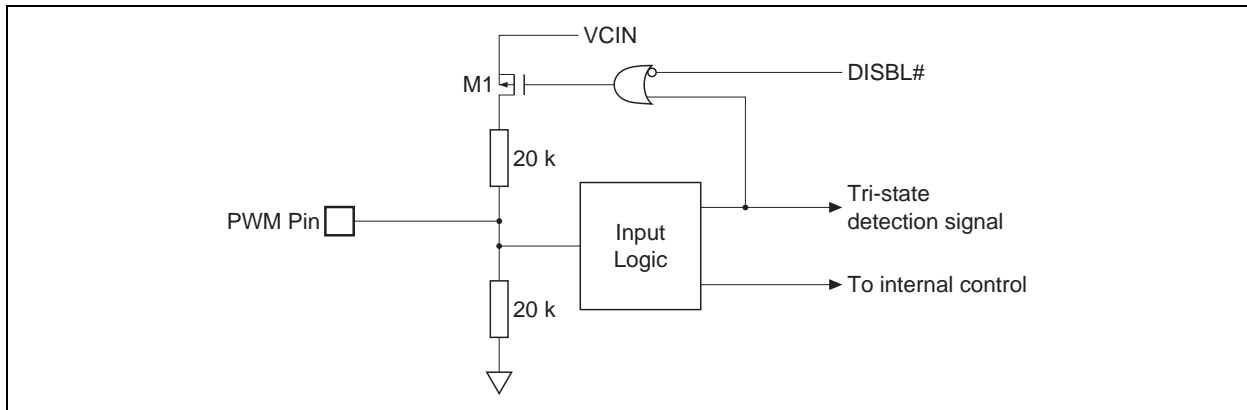 VCIN
M1
DISBL#
20 k
PWM Pin
Input
Logic
Tri-state
detection signal
To internal control
20 k